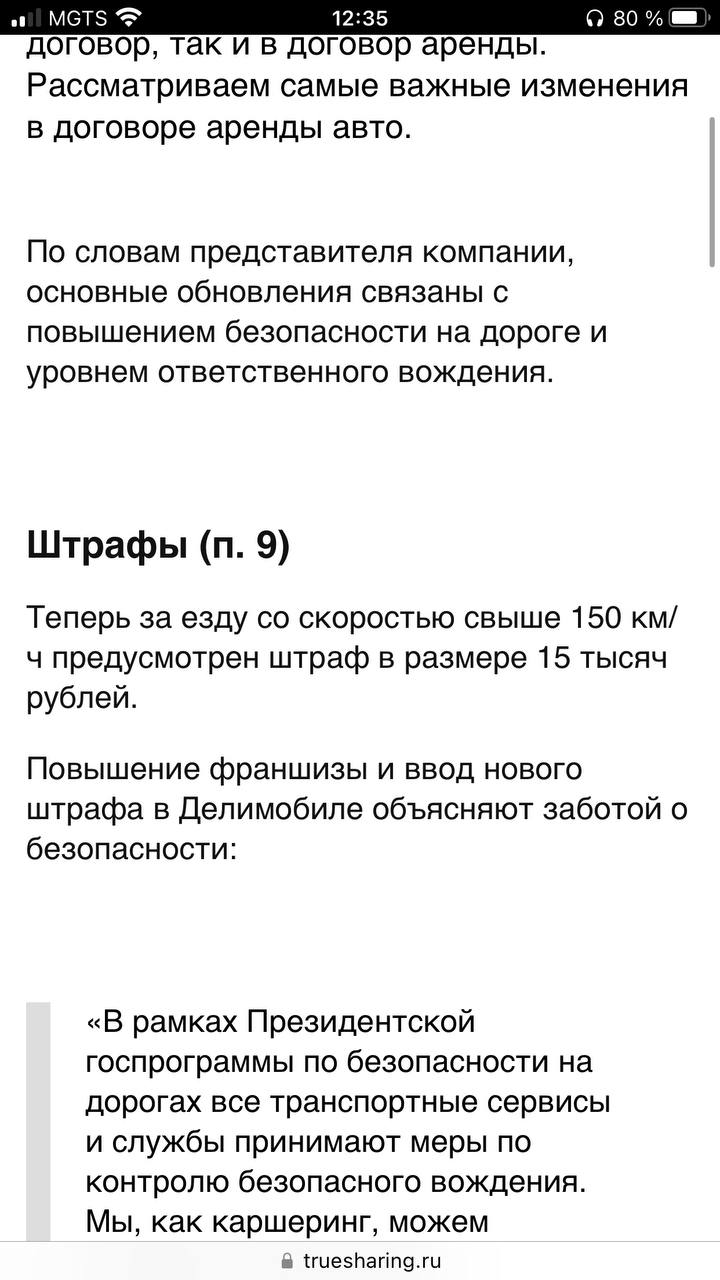 MGTS 12:35 80 %
договор, так и в договор аренды.
Рассматриваем самые важные изменения
в договоре аренды авто.
По словам представителя компании,
основные обновления связаны с
повышением безопасности на дороге и
уровнем ответственного вождения.
Штрафы (п. 9)
Теперь за езду со скоростью свыше 150 км/
ч предусмотрен штраф в размере 15 тысяч
рублей.
Повышение франшизы и ввод нового
штрафа в Делимобиле объясняют заботой о
безопасности:
«В рамках Президентской
госпрограммы по безопасности на
дорогах все транспортные сервисы
и службы принимают меры по
контролю безопасного вождения.
Мы, как каршеринг, можем
truesharing.ru